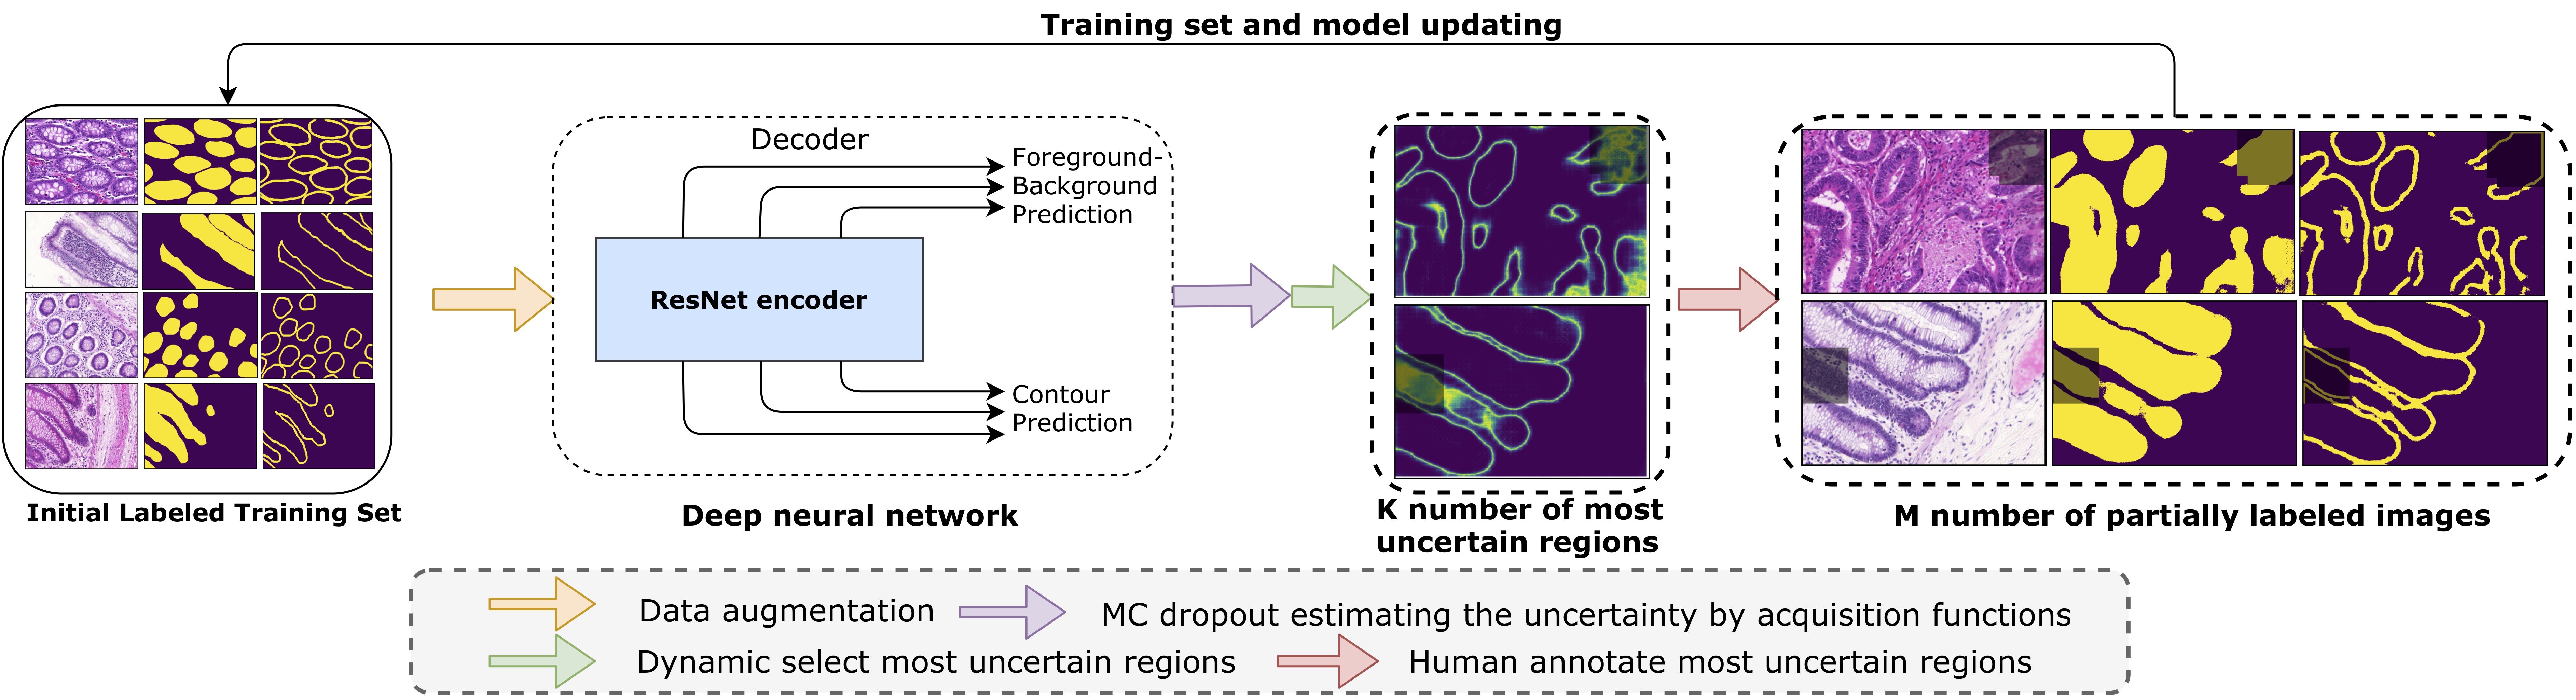 Training set and model updating
Decoder
Foreground-
Background
Prediction
ResNet encoder
Contour
Prediction
Initial Labeled Training Set
Deep neural network
K number of most
uncertain regions
M number of partially labeled images
Data augmentation
MC dropout estimating the uncertainty by acquisition functions
Dynamic select most uncertain regions
Human annotate most uncertain regions